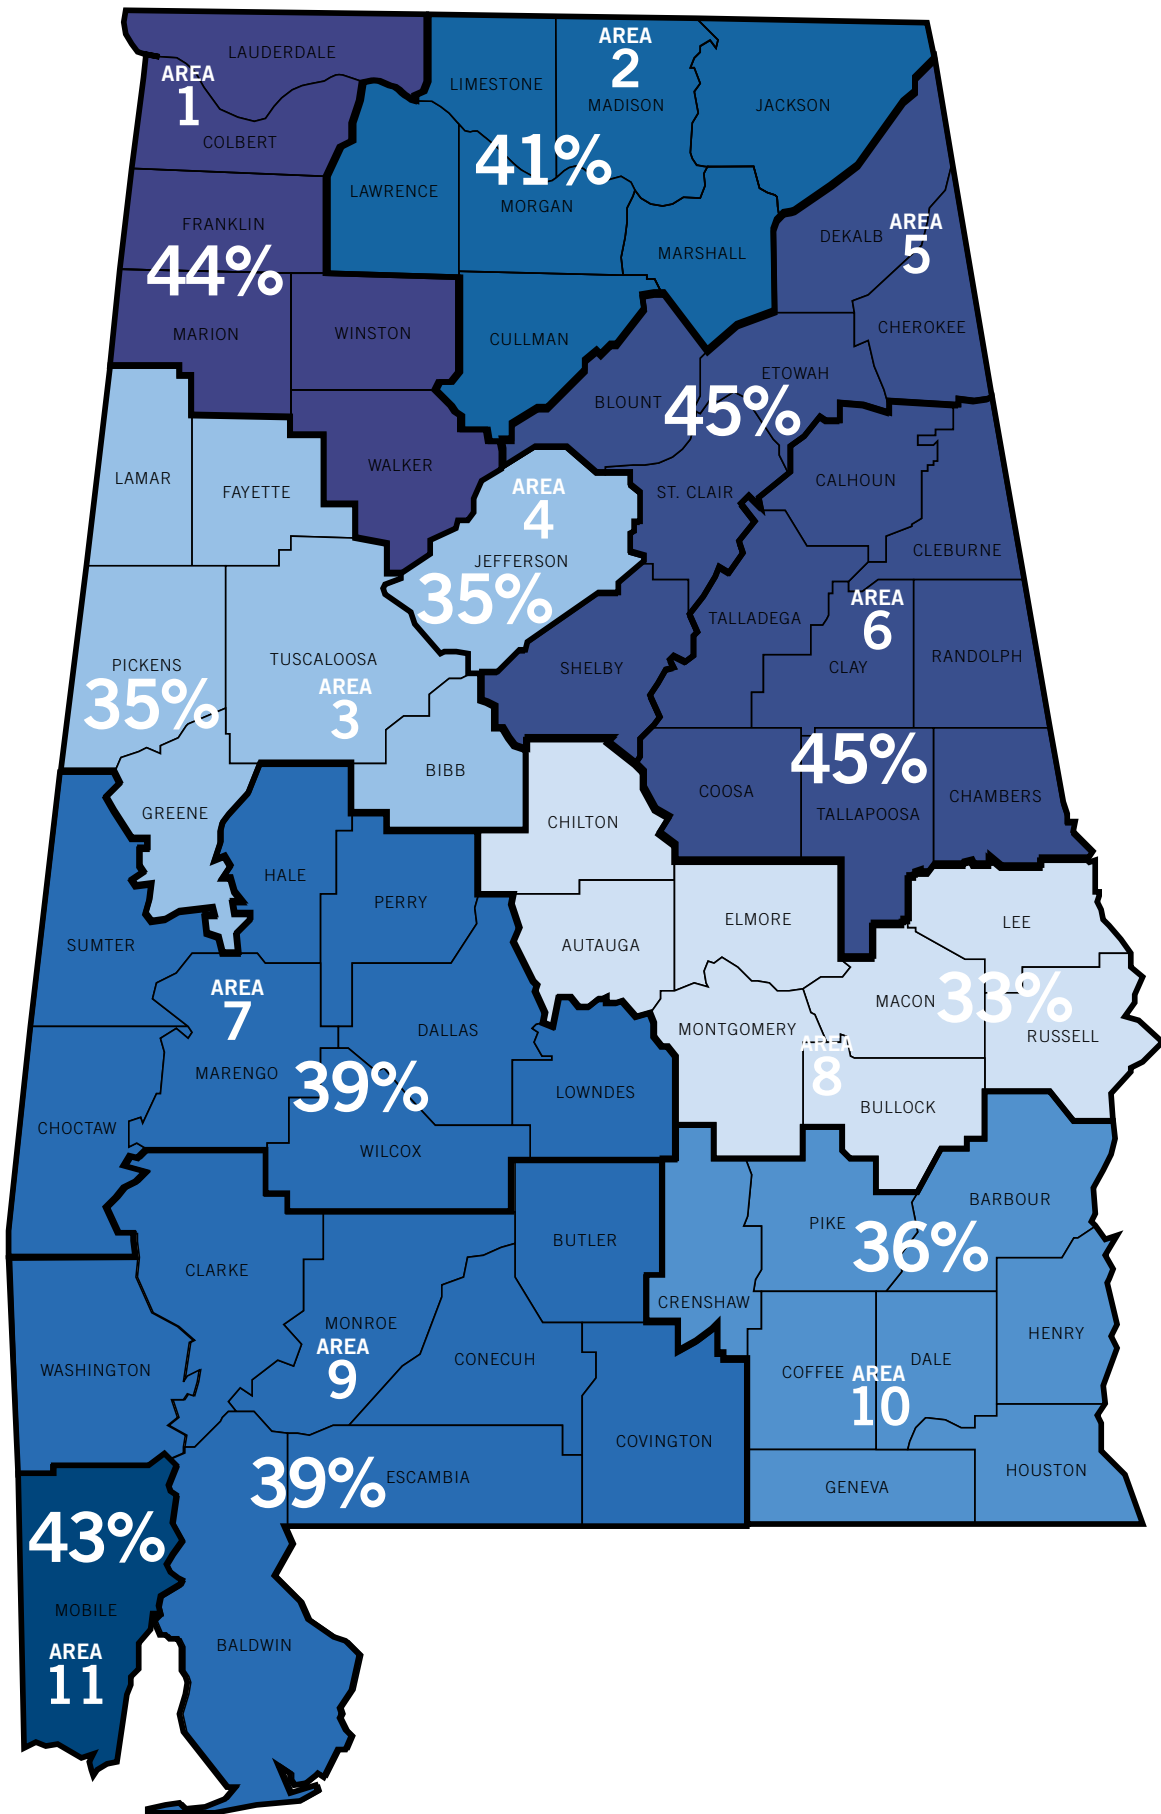 LAUDERDALE
AREA
1
COLBERT
FRANKLIN
44%
MARION
WINSTON
WALKER
LIMESTONE
AREA
2
MADISON
JACKSON
41%
LAWRENCE
MORGAN
MARSHALL
CULLMAN
DEKALB
AREA
5
CHEROKEE
ETOWAH
BLOUNT
45%
ST. CLAIR
SHELBY
LAMAR
FAYETTE
PICKENS
35%
TUSCALOOSA
AREA
3
BIBB
GREENE
AREA
4
JEFFERSON
35%
CALHOUN
CLEBURNE
TALLADEGA
AREA
6
CLAY
RANDOLPH
45%
COOSA
TALLAPOOSA
CHAMBERS
HALE
PERRY
SUMTER
AREA
7
DALLAS
MARENGO
39%
LOWNDES
CHOCTAW
WILCOX
CHILTON
AUTAUGA
ELMORE
LEE
MACON
33%
MONTGOMERY
RUSSELL
AREA
8
BULLOCK
BUTLER
CLARKE
MONROE
AREA
9
CONECUH
WASHINGTON
COVINGTON
39%
ESCAMBIA
BALDWIN
BARBOUR
PIKE
36%
CRENSHAW
HENRY
COFFEE
DALE
AREA
10
HOUSTON
GENEVA
43%
MOBILE
AREA
11